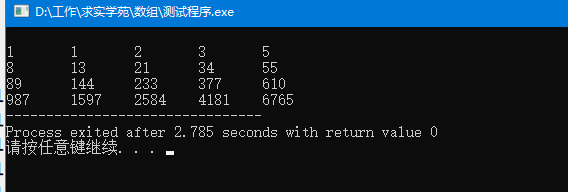 D:\工作\求实学苑\数组\测试程序.exe
1 1 2 3 5
8 13 21 34 55
89 144 233 377 610
987 1597 2584 4181 6765
--------------------------------
Process exited after 2.785 seconds with return value 0
请按任意键继续. . .